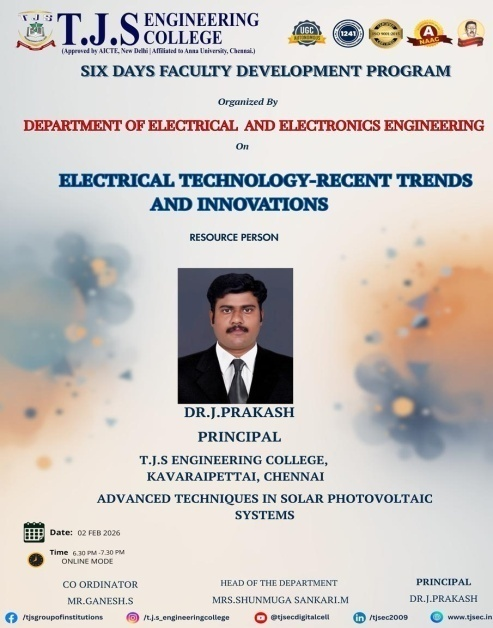 T.J.S ENGINEERING
COLLEGE
(Approved by AICTE, New Delhi | Affiliated to Anna University, Chennai.)
UGC
AUTONOMOUS
1241
ISO 9001:2015
A
NAAC
SIX DAYS FACULTY DEVELOPMENT PROGRAM
Organized By
DEPARTMENT OF ELECTRICAL AND ELECTRONICS ENGINEERING
On
ELECTRICAL TECHNOLOGY-RECENT TRENDS
AND INNOVATIONS
RESOURCE PERSON
DR.J.PRAKASH
PRINCIPAL
T.J.S ENGINEERING COLLEGE,
KAVARAIPETTAI, CHENNAI
ADVANCED TECHNIQUES IN SOLAR PHOTOVOLTAIC
SYSTEMS
Date: 02 FEB 2026
Time 6.30 PM -7.30 PM
ONLINE MODE
CO ORDINATOR
MR.GANESH.S
HEAD OF THE DEPARTMENT
MRS.SHUNMUGA SANKARI.M
PRINCIPAL
DR.J.PRAKASH
/tjsgroupofinstitutions
/t.j.s_engineeringcollege
@tjsecdigitalcell
/tjsec2009
www.tjsec.in